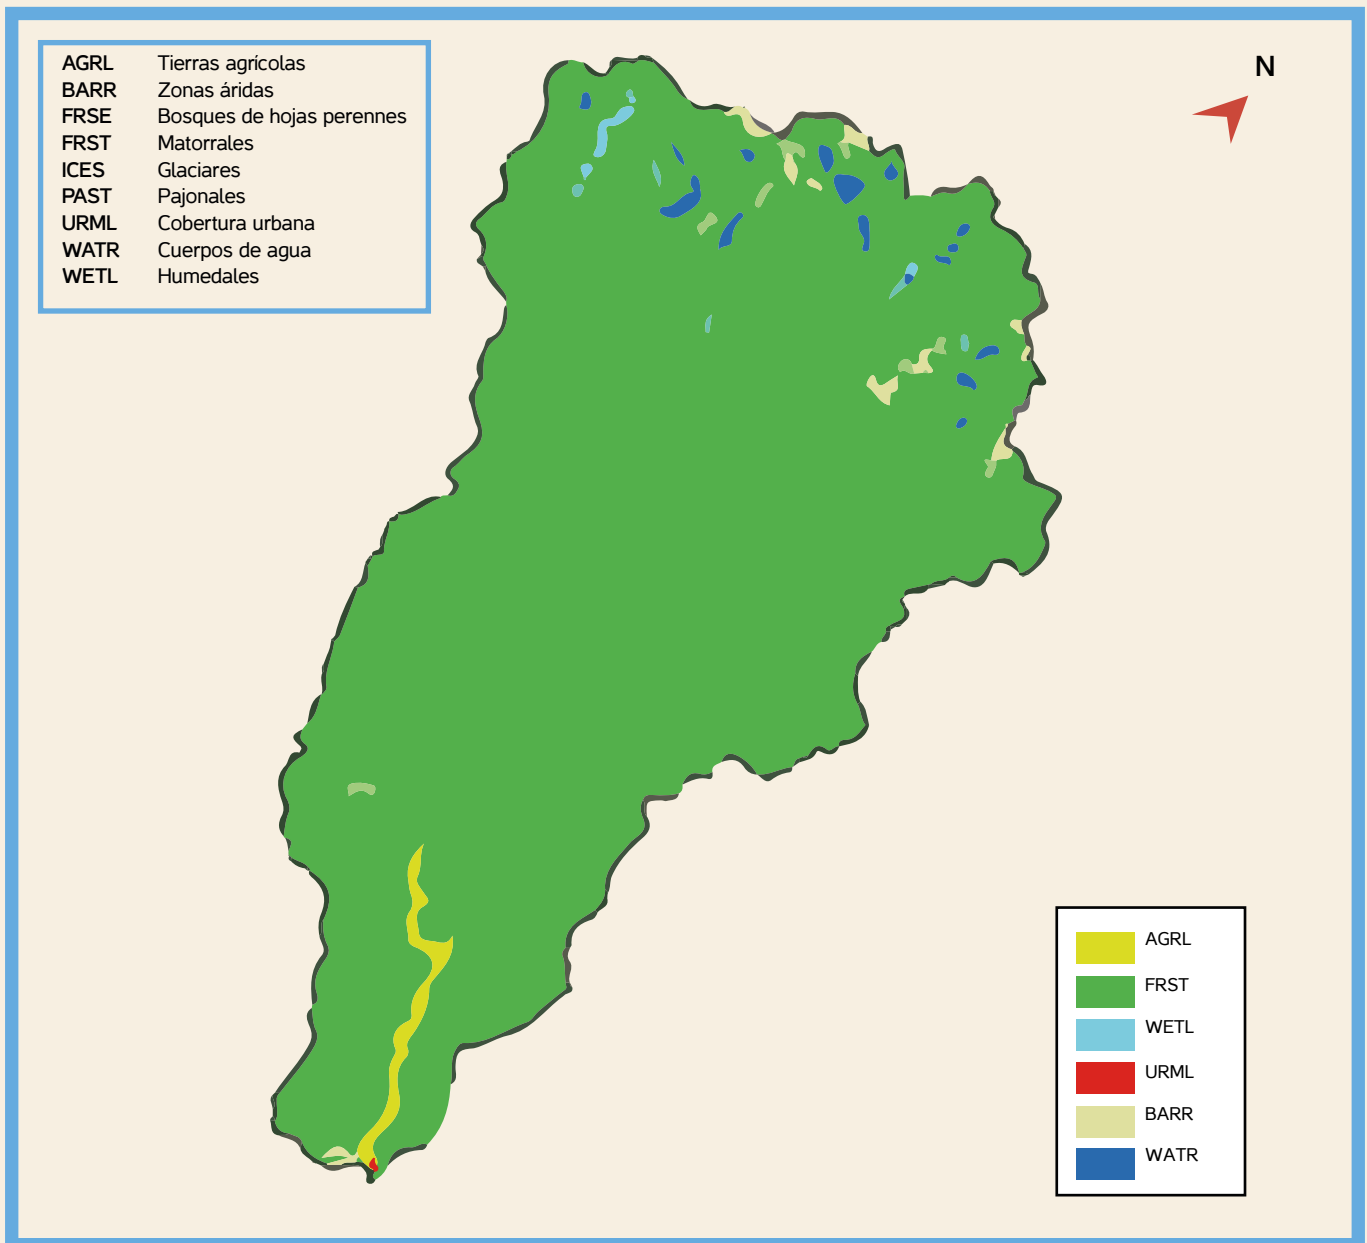 AGRL Tierras agrícolas
BARR Zonas áridas
FRSE Bosques de hojas perennes
FRST Matorrales
ICES Glaciares
PAST Pajonales
URML Cobertura urbana
WATR Cuerpos de agua
WETL Humedales
N
AGRL
FRST
WETL
URML
BARR
WATR